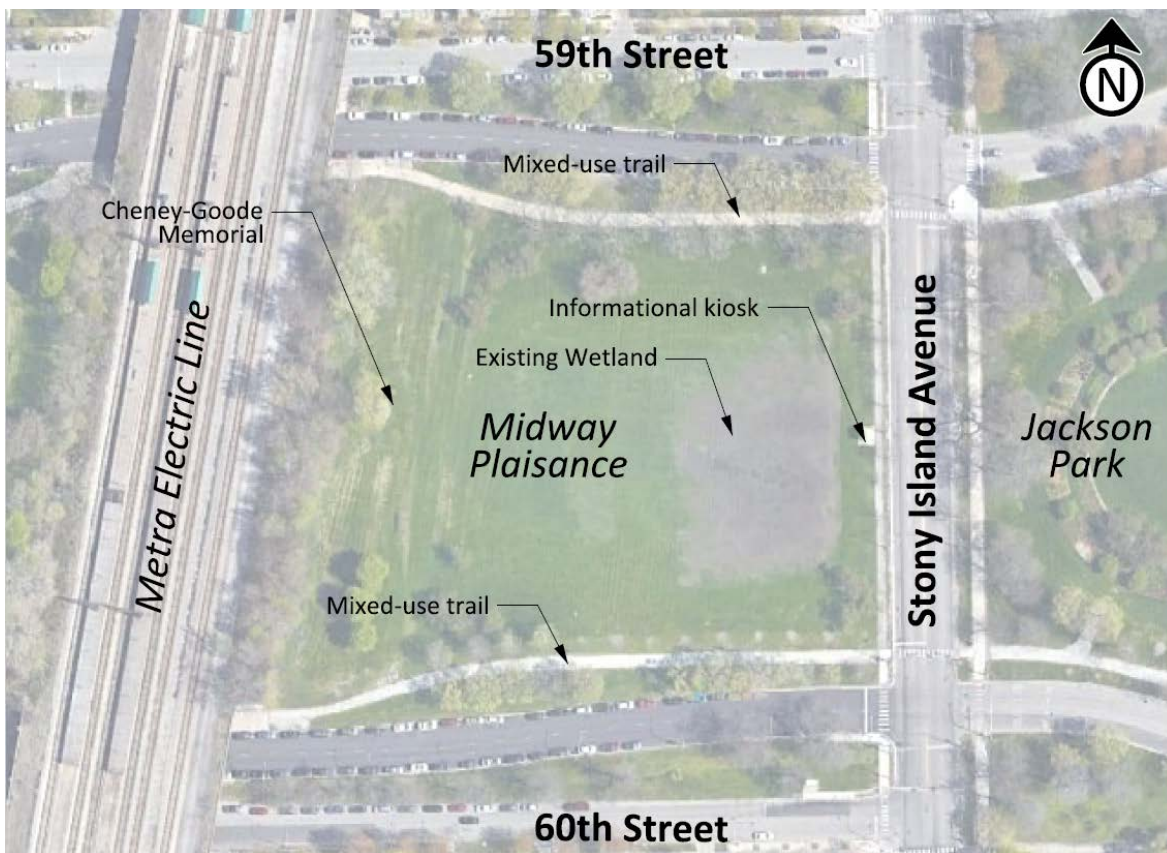 59th Street
N
Mixed-use trail
Cheney-Goode
Memorial
Informational kiosk
Existing Wetland
Metra Electric Line
Midway
Plaisance
Stony Island Avenue
Jackson
Park
Mixed-use trail
60th Street